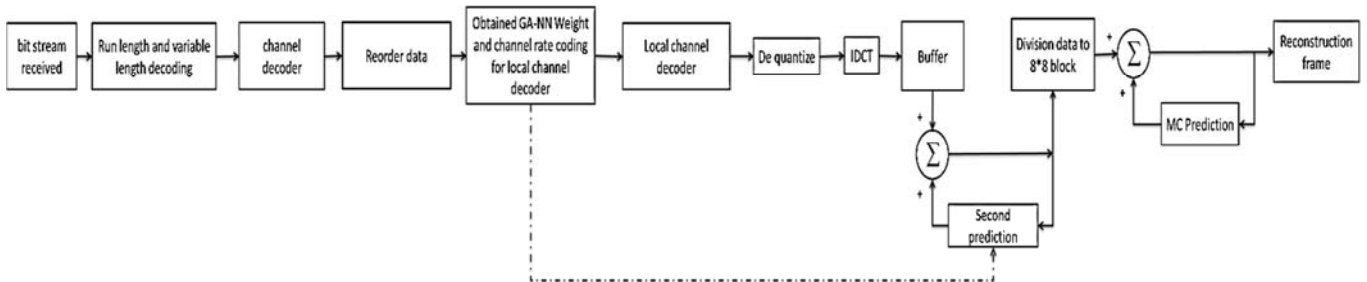 bit stream
received
Run length and variable
length decoding
channel
decoder
Reorder data
Obtained GA-NN Weight
and channel rate coding
for local channel
decoder
Local channel
decoder
De quantize
IDCT
Buffer
Division data to
8*8 block
+
Σ
Reconstruction
frame
+
MC Prediction
+
Σ
+
Second
prediction